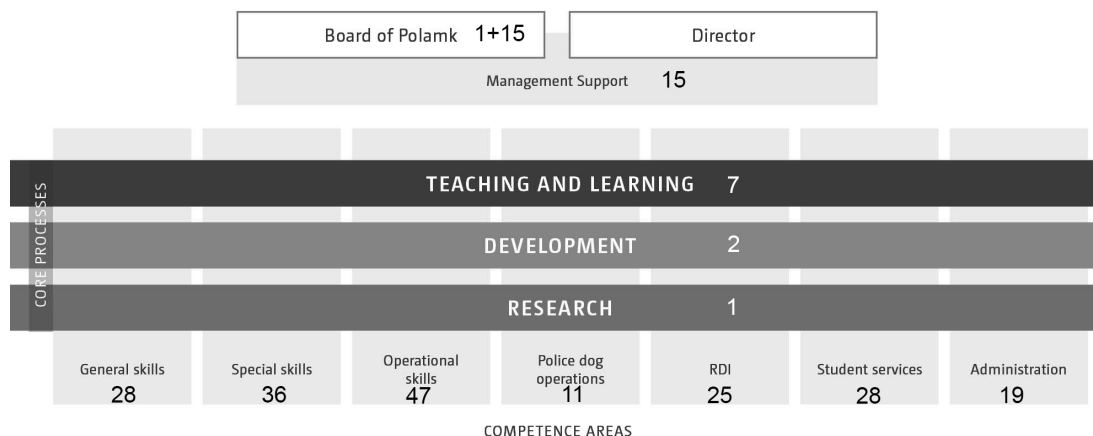 Board of Polamk 1+15
Director
Management Support 15
CORE PROCESSES
TEACHING AND LEARNING 7
DEVELOPMENT 2
RESEARCH 1
General skills
28
Special skills
36
Operational
skills
47
Police dog
operations
11
RDI
25
Student services
28
Administration
19
COMPETENCE AREAS